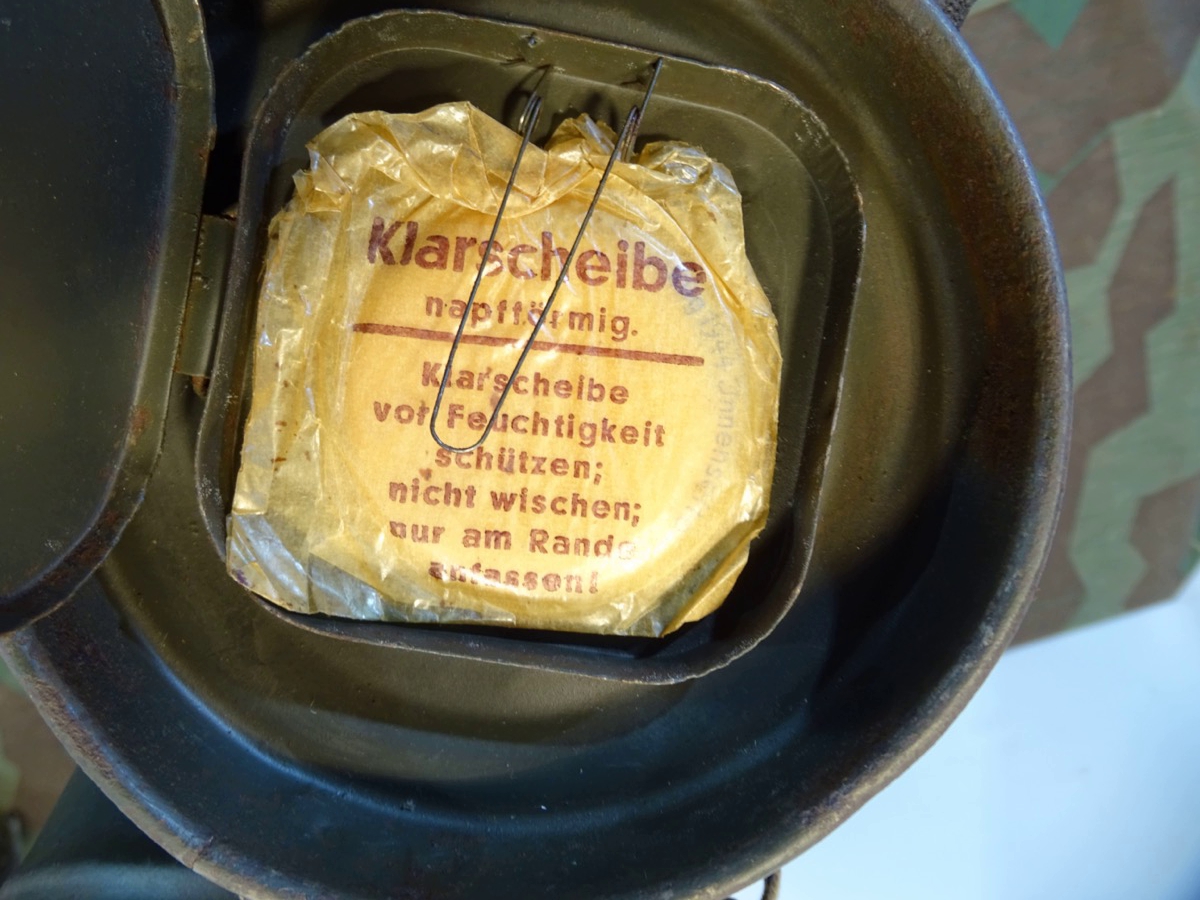 Klarscheibe
napfförmig.
Klarscheibe
vor Feuchtigkeit
schützen;
nicht wischen;
nur am Rande
anfassen!